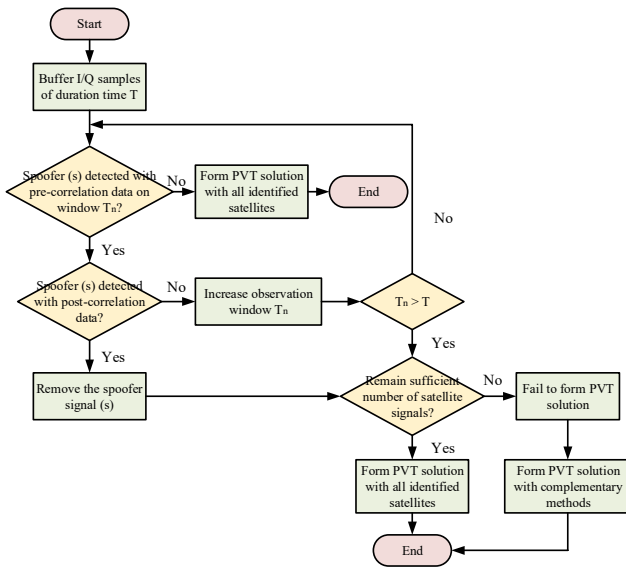 Start
Buffer I/Q samples
of duration time T
Spoofer (s) detected with
pre-correlation data on
window Tn?
No
Form PVT solution
with all identified
satellites
End
No
Yes
Spoofer (s) detected
with post-correlation
data?
No
Increase observation
window Tn
Tn > T
Yes
Yes
Remove the spoofer
signal (s)
Remain sufficient
number of satellite
signals?
No
Fail to form PVT
solution
Yes
Form PVT solution
with all identified
satellites
Form PVT solution
with complementary
methods
End